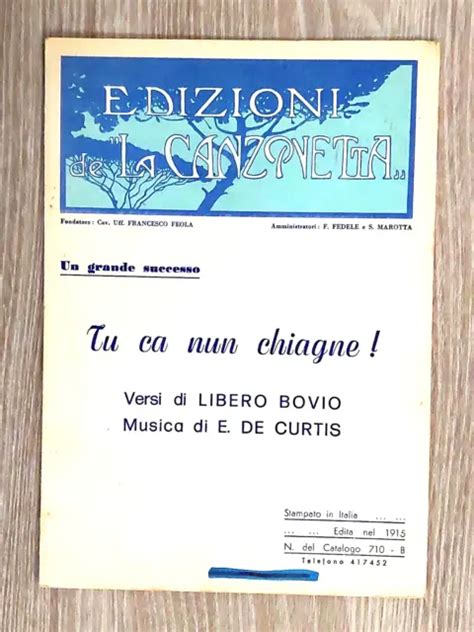 EDIZIONI
de "LA CANZONETTA"
Fondatore: Cav. Uff. FRANCESCO FEOLA
Amministratori: F. FEDELE e S. MAROTTA
Un grande successo
Tu ca nun chiagne!
Versi di LIBERO BOVIO
Musica di E. DE CURTIS
Stampato in Italia ... ...
... ... Edita nel 1915
N. del Catalogo 710 - B
Telefono 417452